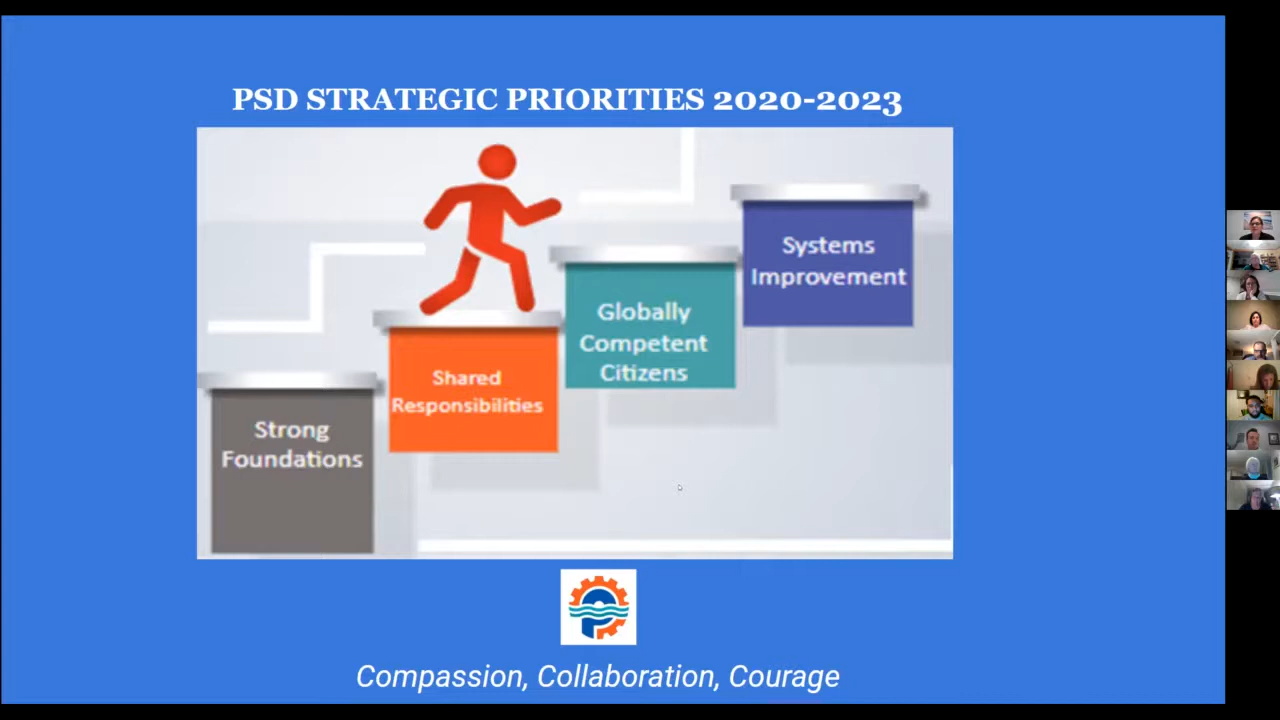 PSD STRATEGIC PRIORITIES 2020-2023
Systems
Improvement
Globally
Competent
Citizens
Shared
Responsibilities
Strong
Foundations
Compassion, Collaboration, Courage